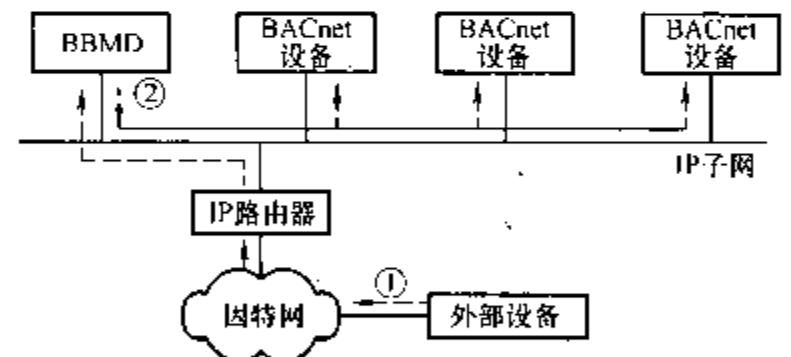 BBMD
BACnet
设备
BACnet
设备
BACnet
设备
②
IP子网
IP路由器
①
因特网
外部设备